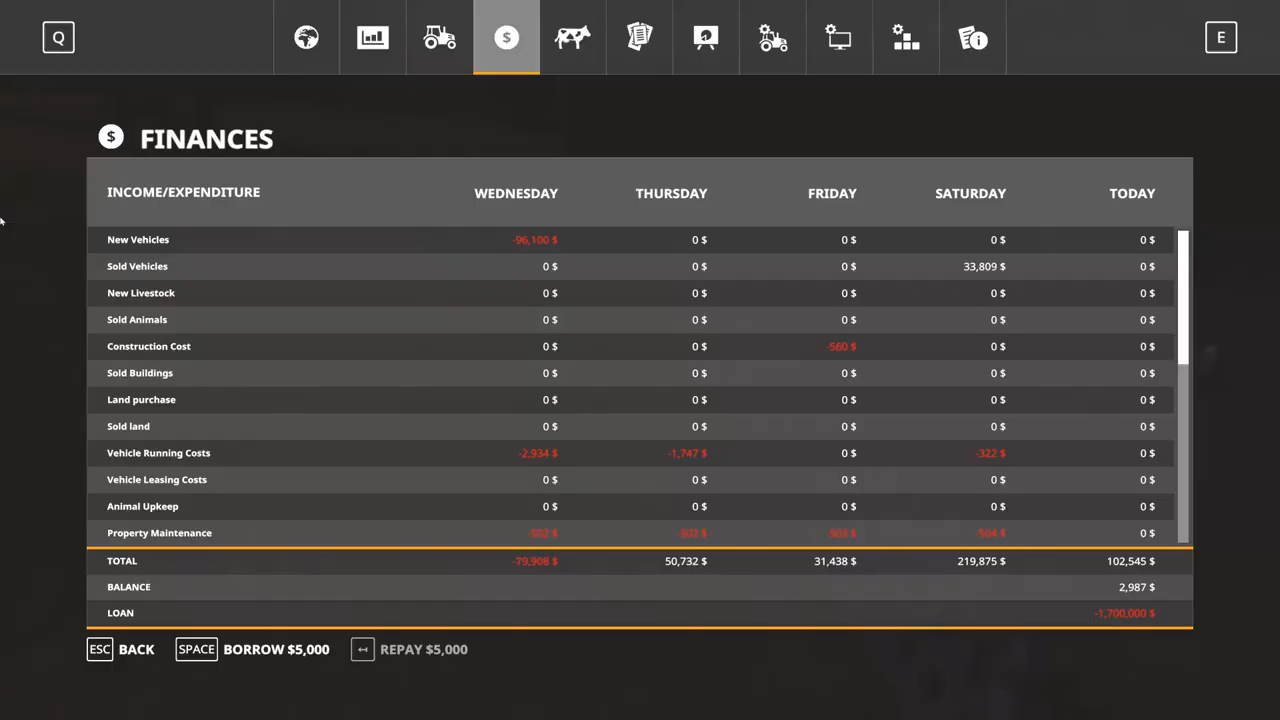 Q
$
E
$ FINANCES
INCOME/EXPENDITURE WEDNESDAY THURSDAY FRIDAY SATURDAY TODAY
New Vehicles -96,100 $ 0 $ 0 $ 0 $ 0 $
Sold Vehicles 0 $ 0 $ 0 $ 33,809 $ 0 $
New Livestock 0 $ 0 $ 0 $ 0 $ 0 $
Sold Animals 0 $ 0 $ 0 $ 0 $ 0 $
Construction Cost 0 $ 0 $ -560 $ 0 $ 0 $
Sold Buildings 0 $ 0 $ 0 $ 0 $ 0 $
Land purchase 0 $ 0 $ 0 $ 0 $ 0 $
Sold land 0 $ 0 $ 0 $ 0 $ 0 $
Vehicle Running Costs -2,934 $ -1,747 $ 0 $ -322 $ 0 $
Vehicle Leasing Costs 0 $ 0 $ 0 $ 0 $ 0 $
Animal Upkeep 0 $ 0 $ 0 $ 0 $ 0 $
Property Maintenance -502 $ -502 $ -503 $ -504 $ 0 $
TOTAL -79,908 $ 50,732 $ 31,438 $ 219,875 $ 102,545 $
BALANCE 2,987 $
LOAN -1,700,000 $
ESC BACK SPACE BORROW $5,000 ↔ REPAY $5,000